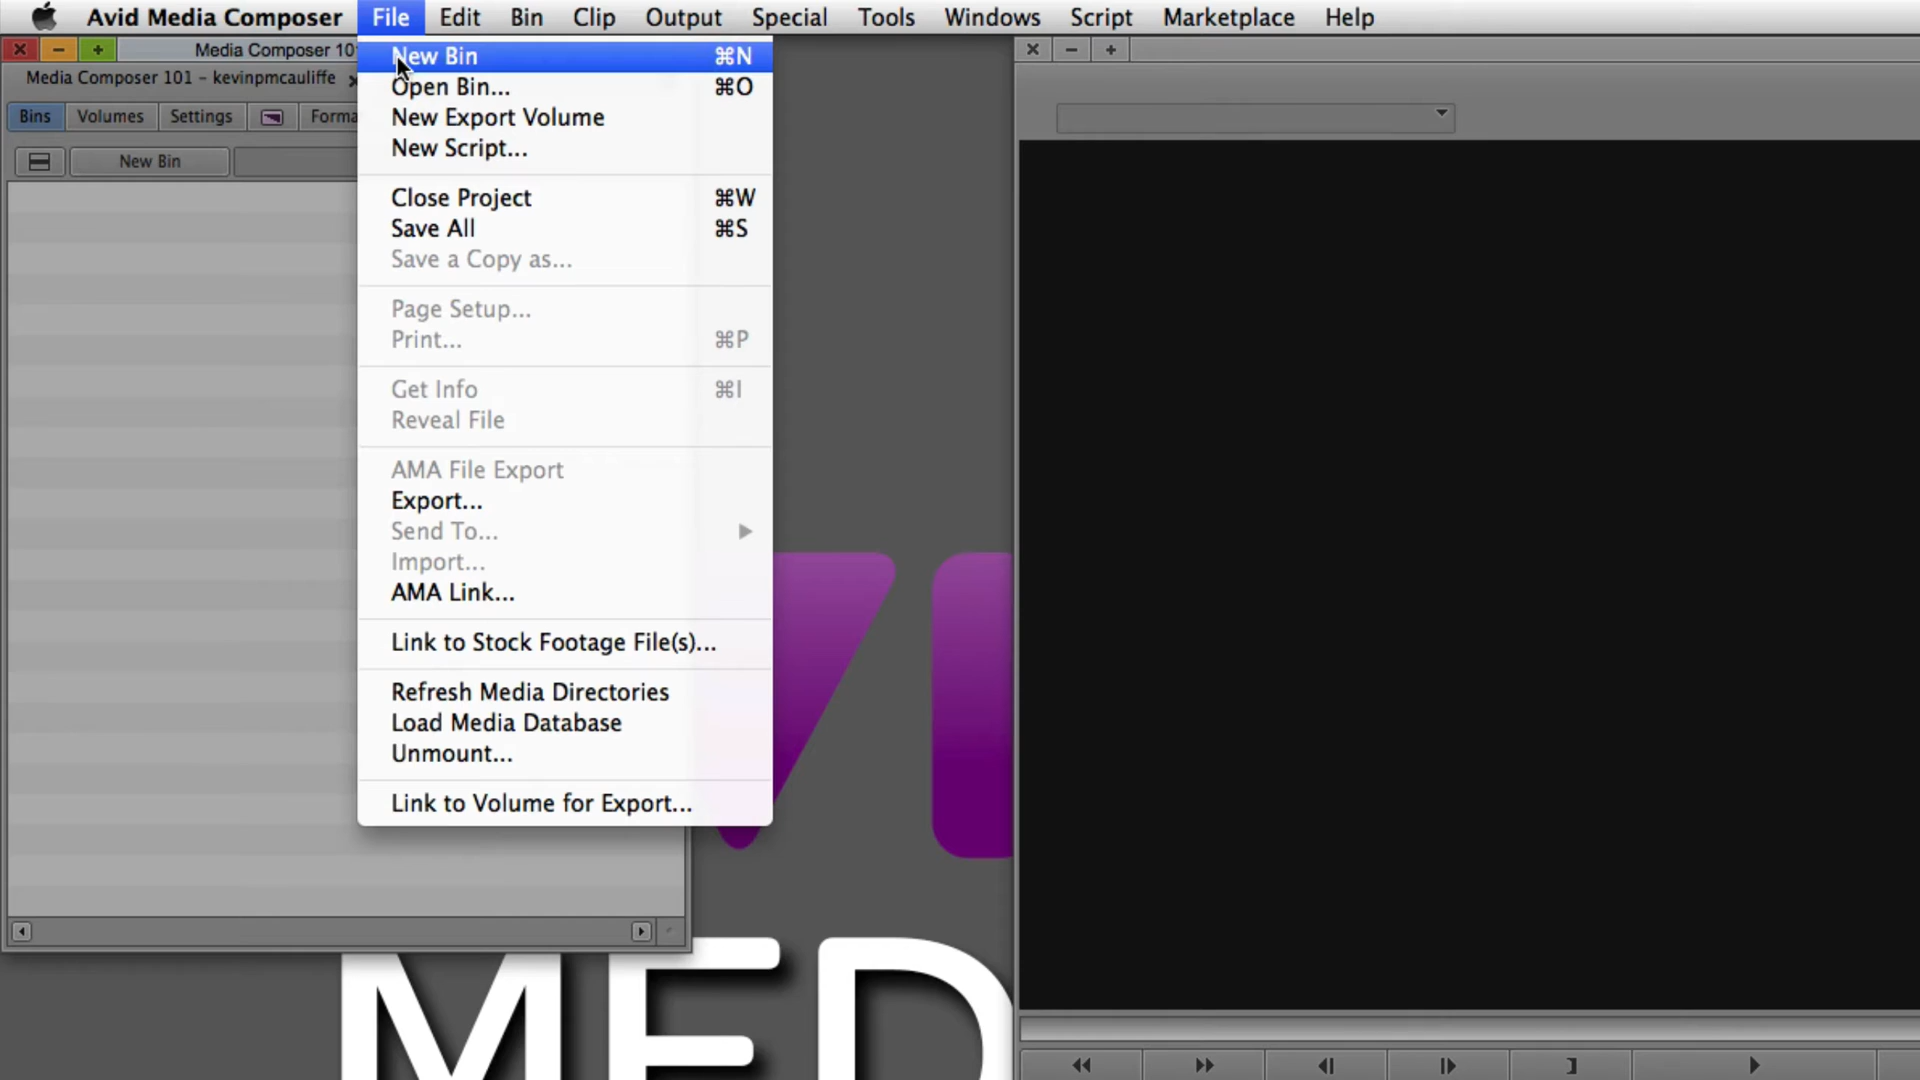 Avid Media Composer File Edit Bin Clip Output Special Tools Windows Script Marketplace Help
Media Composer 10
Media Composer 101 - kevinpmcauliffe
Bins Volumes Settings Forma
New Bin
New Bin ⌘N
Open Bin... ⌘O
New Export Volume
New Script...
Close Project ⌘W
Save All ⌘S
Save a Copy as...
Page Setup...
Print... ⌘P
Get Info ⌘I
Reveal File
AMA File Export
Export...
Send To...
Import...
AMA Link...
Link to Stock Footage File(s)...
Refresh Media Directories
Load Media Database
Unmount...
Link to Volume for Export...
MED